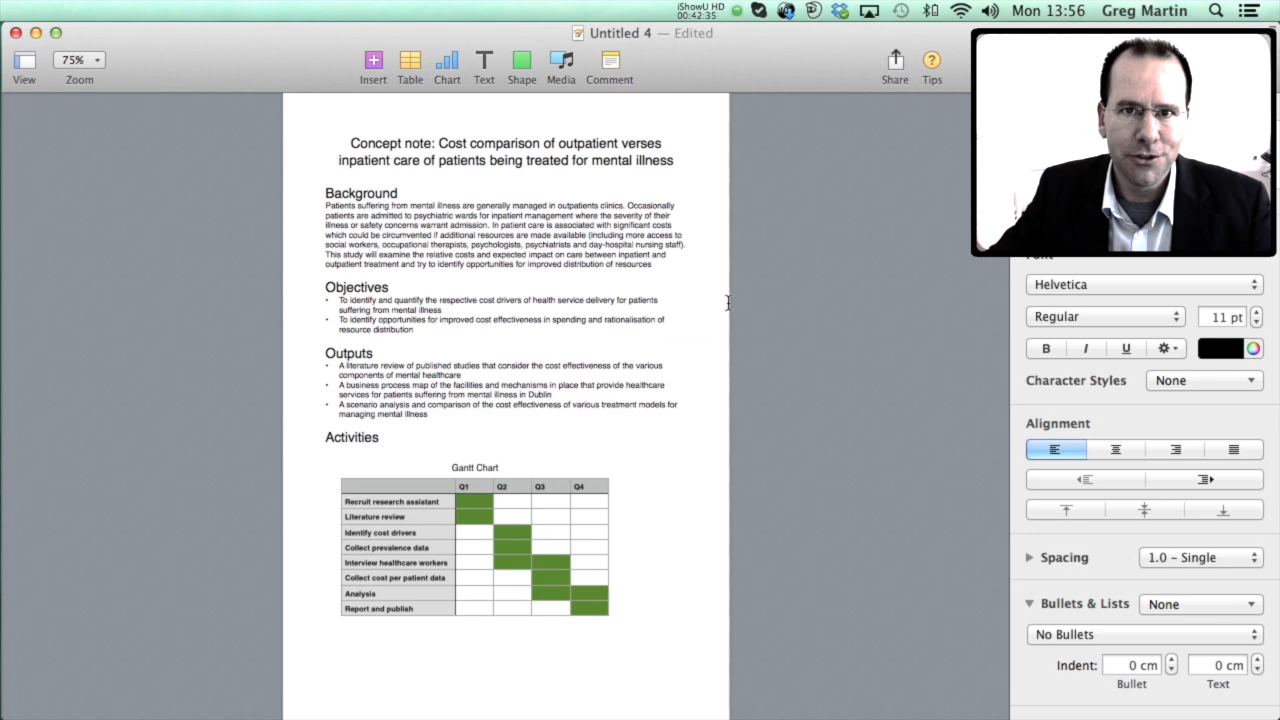 iShowU HD
00:42:35
Mon 13:56
Greg Martin
Untitled 4 — Edited
75%
View
Zoom
Insert
Table
Chart
Text
Shape
Media
Comment
Share
Tips
Concept note: Cost comparison of outpatient verses
inpatient care of patients being treated for mental illness
Background
Patients suffering from mental illness are generally managed in outpatients clinics. Occasionally
patients are admitted to psychiatric wards for inpatient management where the severity of their
illness or safety concerns warrant admission. In patient care is associated with significant costs
which could be circumvented if additional resources are made available (including more access to
social workers, occupational therapists, psychologists, psychiatrists and day-hospital nursing staff).
This study will examine the relative costs and expected impact on care between inpatient and
outpatient treatment and try to identify opportunities for improved distribution of resources
Objectives
• To identify and quantify the respective cost drivers of health service delivery for patients
suffering from mental illness
• To identify opportunities for improved cost effectiveness in spending and rationalisation of
resource distribution
Outputs
• A literature review of published studies that consider the cost effectiveness of the various
components of mental healthcare
• A business process map of the facilities and mechanisms in place that provide healthcare
services for patients suffering from mental illness in Dublin
• A scenario analysis and comparison of the cost effectiveness of various treatment models for
managing mental illness
Activities
Gantt Chart
Q1 Q2 Q3 Q4
Recruit research assistant
Literature review
Identify cost drivers
Collect prevalence data
Interview healthcare workers
Collect cost per patient data
Analysis
Report and publish
Helvetica
Regular
11 pt
B I U
Character Styles
None
Alignment
Spacing
1.0 – Single
Bullets & Lists
None
No Bullets
Indent:
0 cm
0 cm
Bullet
Text